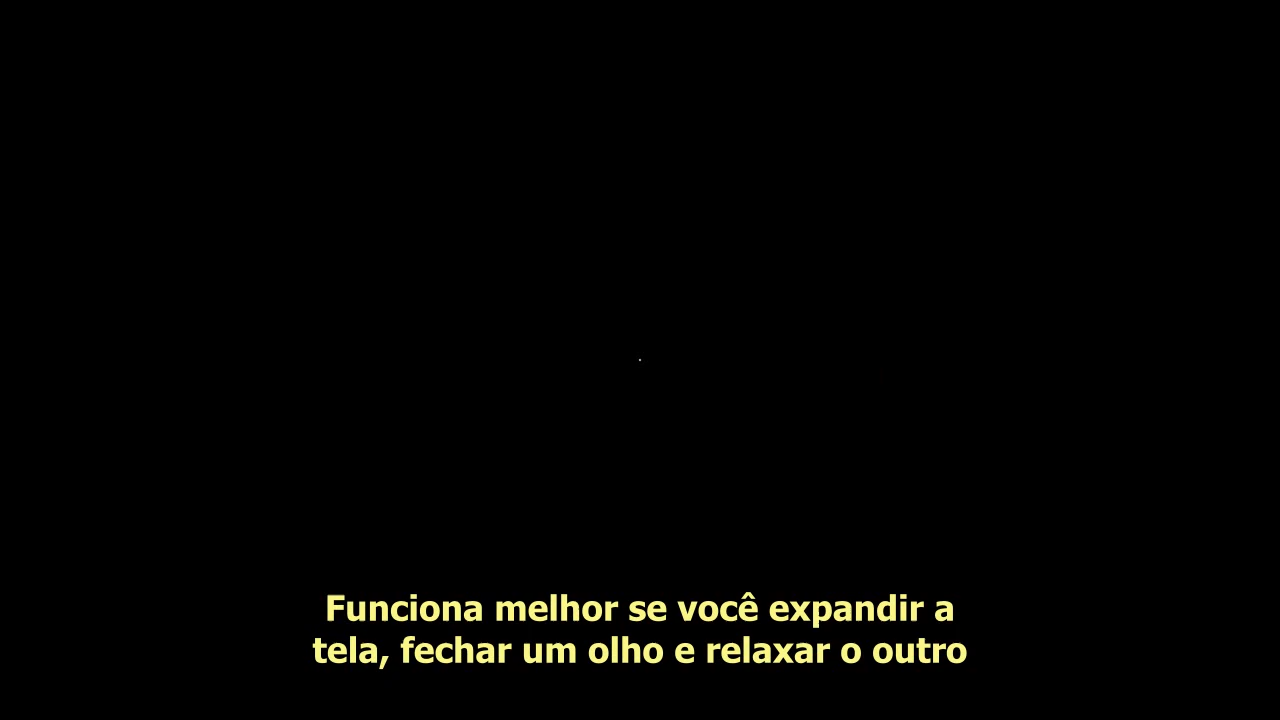 Funciona melhor se você expandir a
tela, fechar um olho e relaxar o outro